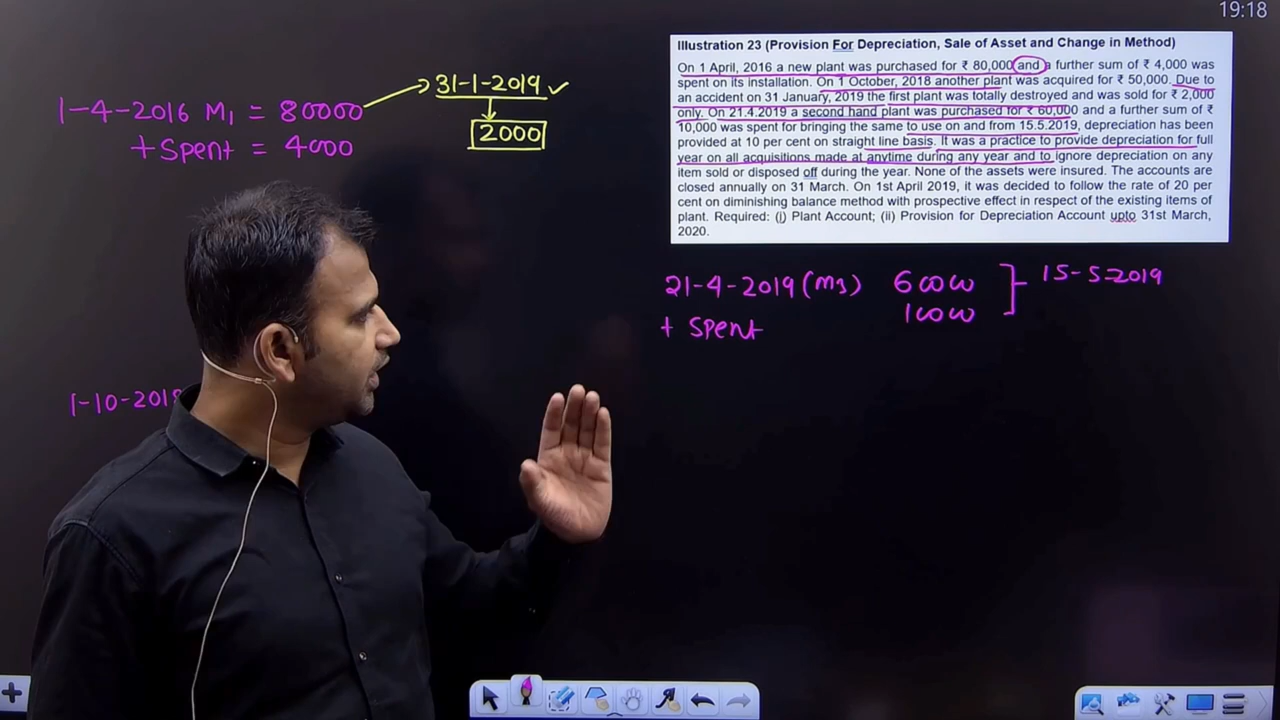 19:18
Illustration 23 (Provision For Depreciation, Sale of Asset and Change in Method)
On 1 April, 2016 a new plant was purchased for ₹ 80,000 and a further sum of ₹ 4,000 was
spent on its installation. On 1 October, 2018 another plant was acquired for ₹ 50,000. Due to
an accident on 31 January, 2019 the first plant was totally destroyed and was sold for ₹ 2,000
only. On 21.4.2019 a second hand plant was purchased for ₹ 60,000 and a further sum of ₹
10,000 was spent for bringing the same to use on and from 15.5.2019, depreciation has been
provided at 10 per cent on straight line basis. It was a practice to provide depreciation for full
year on all acquisitions made at anytime during any year and to ignore depreciation on any
item sold or disposed off during the year. None of the assets were insured. The accounts are
closed annually on 31 March. On 1st April 2019, it was decided to follow the rate of 20 per
cent on diminishing balance method with prospective effect in respect of the existing items of
plant. Required: (i) Plant Account; (ii) Provision for Depreciation Account upto 31st March,
2020.
31-1-2019 ✓
1-4-2016 M1 = 80000
2000
+ Spent = 4000
21-4-2019 (M3) 60000 15-5-2019
+ Spent 10000
1-10-2018